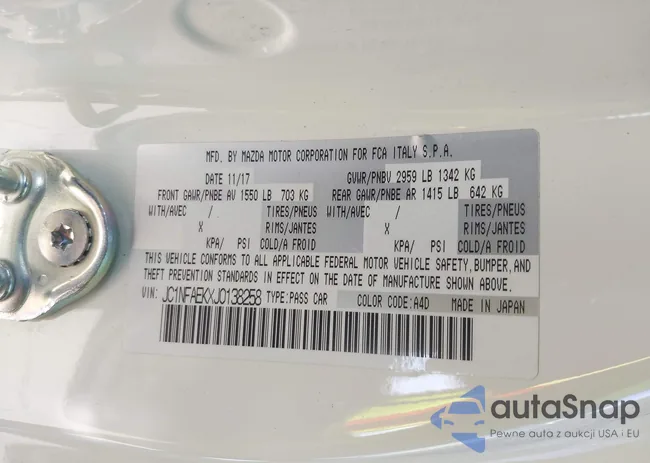 MFD. BY MAZDA MOTOR CORPORATION FOR FCA ITALY S.P.A.
DATE 11/17 GVWR/PNBV 2959 LB 1342 KG
FRONT GAWR/PNBE AV 1550 LB 703 KG REAR GAWR/PNBE AR 1415 LB 642 KG
WITH/AVEC / TIRES/PNEUS WITH/AVEC / TIRES/PNEUS
X RIMS/JANTES X RIMS/JANTES
KPA/ PSI COLD/A FROID KPA/ PSI COLD/A FROID
THIS VEHICLE CONFORMS TO ALL APPLICABLE FEDERAL MOTOR VEHICLE SAFETY, BUMPER, AND
THEFT PREVENTION STANDARDS IN EFFECT ON THE DATE OF MANUFACTURE SHOWN ABOVE.
VIN: JC1NFAEKXJ0138258 TYPE:PASS CAR COLOR CODE:A4D MADE IN JAPAN
autaSnap
Pewne auta z aukcji USA i EU